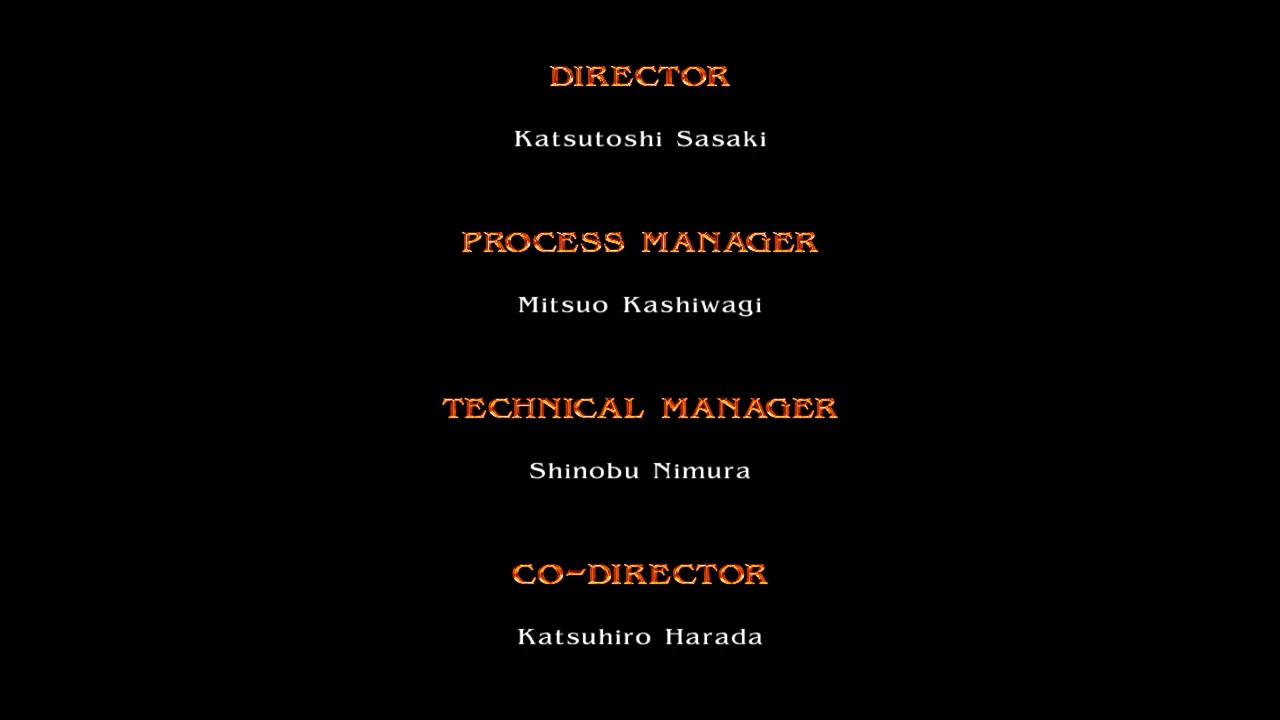 DIRECTOR
Katsutoshi Sasaki
PROCESS MANAGER
Mitsuo Kashiwagi
TECHNICAL MANAGER
Shinobu Nimura
CO-DIRECTOR
Katsuhiro Harada